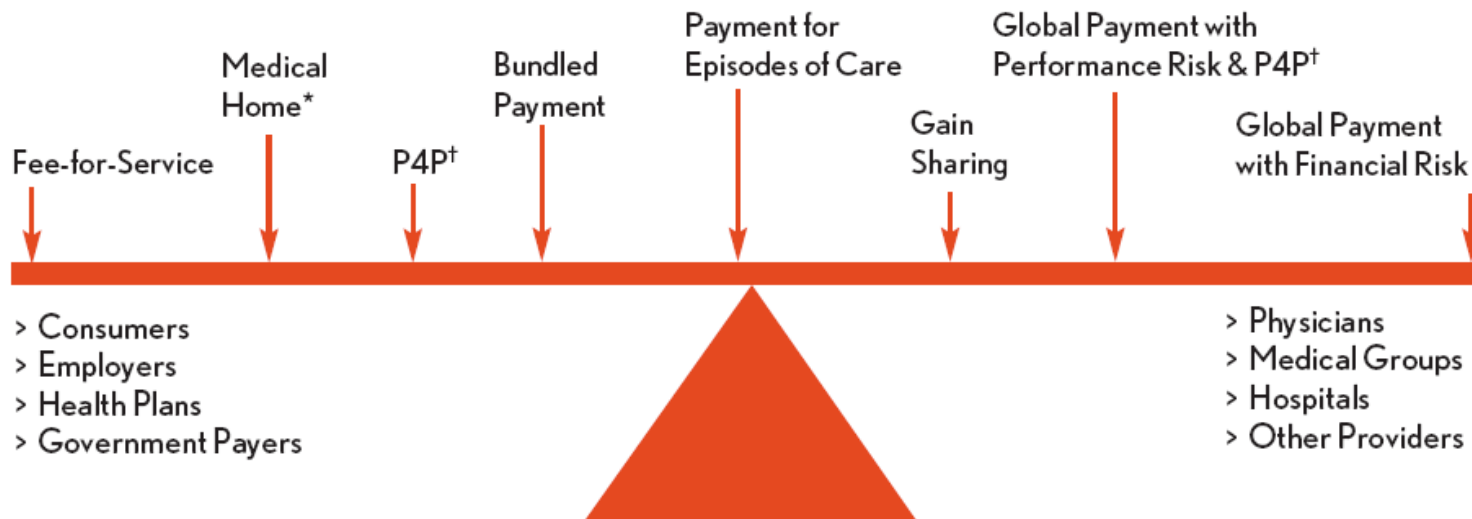 Fee-for-Service
Medical
Home*
P4P†
Bundled
Payment
Payment for
Episodes of Care
Gain
Sharing
Global Payment with
Performance Risk & P4P†
Global Payment
with Financial Risk
> Consumers
> Employers
> Health Plans
> Government Payers
> Physicians
> Medical Groups
> Hospitals
> Other Providers